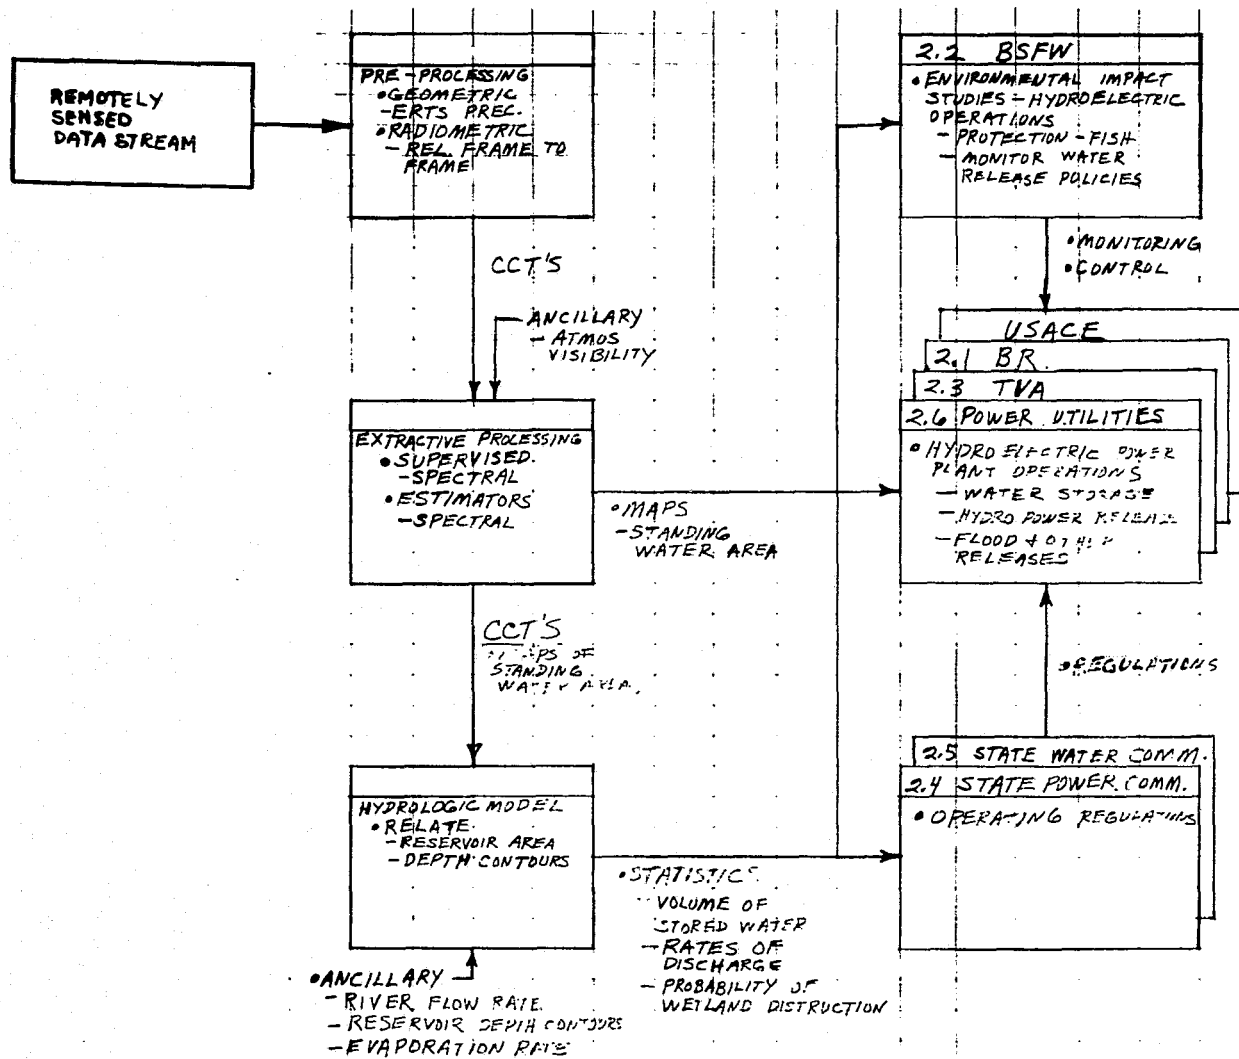 REMOTELY
SENSED
DATA STREAM
PRE-PROCESSING
•GEOMETRIC
-ERTS PREC.
•RADIOMETRIC
- REL. FRAME TO
FRAME
CCT'S
ANCILLARY
- ATMOS
VISIBILITY
EXTRACTIVE PROCESSING
•SUPERVISED.
-SPECTRAL
•ESTIMATORS
-SPECTRAL
•MAPS
-STANDING
WATER AREA
CCT'S
MAPS OF
STANDING
WATER AREA
HYDROLOGIC MODEL
•RELATE
-RESERVOIR AREA
-DEPTH CONTOURS
•ANCILLARY
- RIVER FLOW RATE
- RESERVOIR DEPTH CONTOURS
- EVAPORATION RATE
•STATISTICS
- VOLUME OF
STORED WATER
- RATES OF
DISCHARGE
- PROBABILITY OF
WETLAND DISTRUCTION
2.2 BSFW
•ENVIRONMENTAL IMPACT
STUDIES - HYDROELECTRIC
OPERATIONS
- PROTECTION - FISH
- MONITOR WATER
RELEASE POLICIES
•MONITORING
•CONTROL
USACE
2.1 BR
2.3 TVA
2.6 POWER UTILITIES
•HYDRO ELECTRIC POWER
PLANT OPERATIONS
- WATER STORAGE
- HYDRO POWER RELEASE
- FLOOD & OTHER
RELEASES
•REGULATIONS
2.5 STATE WATER COMM.
2.4 STATE POWER COMM.
•OPERATING REGULATIONS